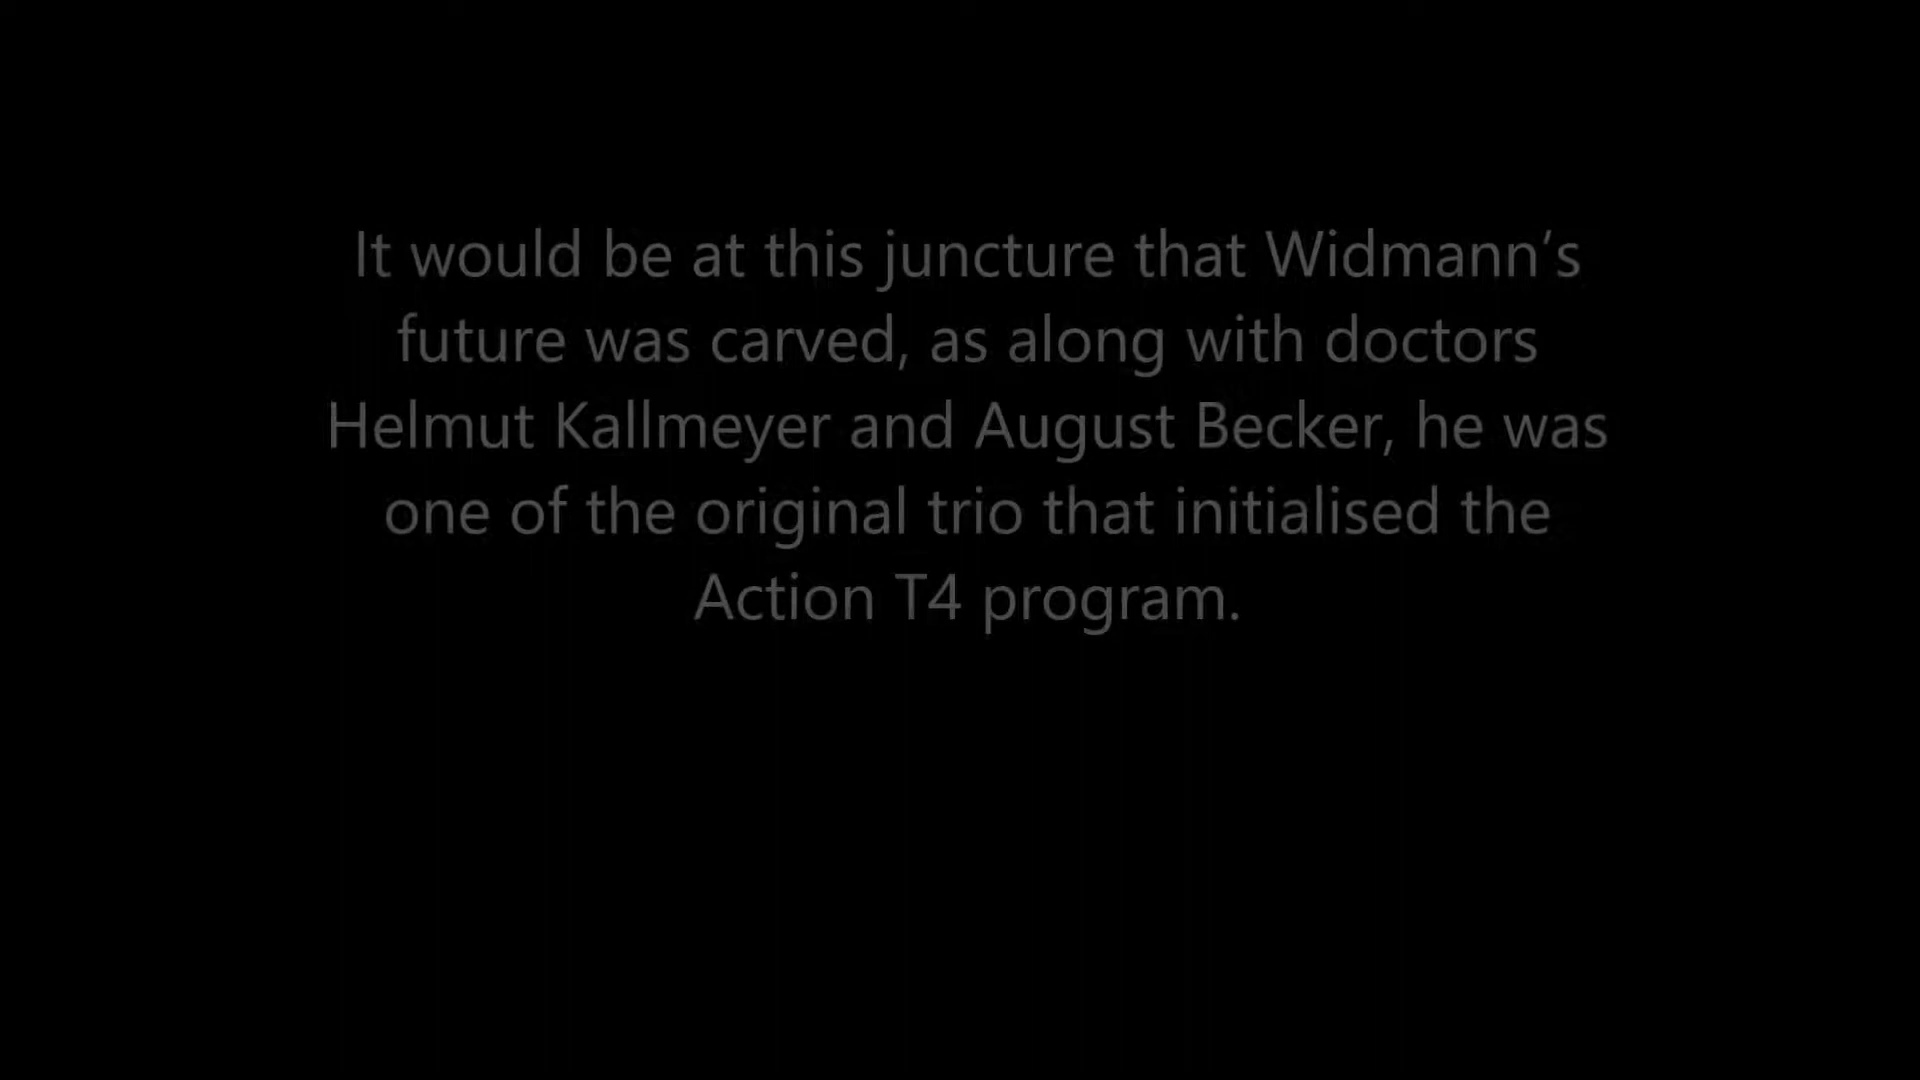 It would be at this juncture that Widmann‘s
future was carved, as along with doctors
Helmut Kallmeyer and August Becker, he was
one of the original trio that initialised the
Action T4 program.